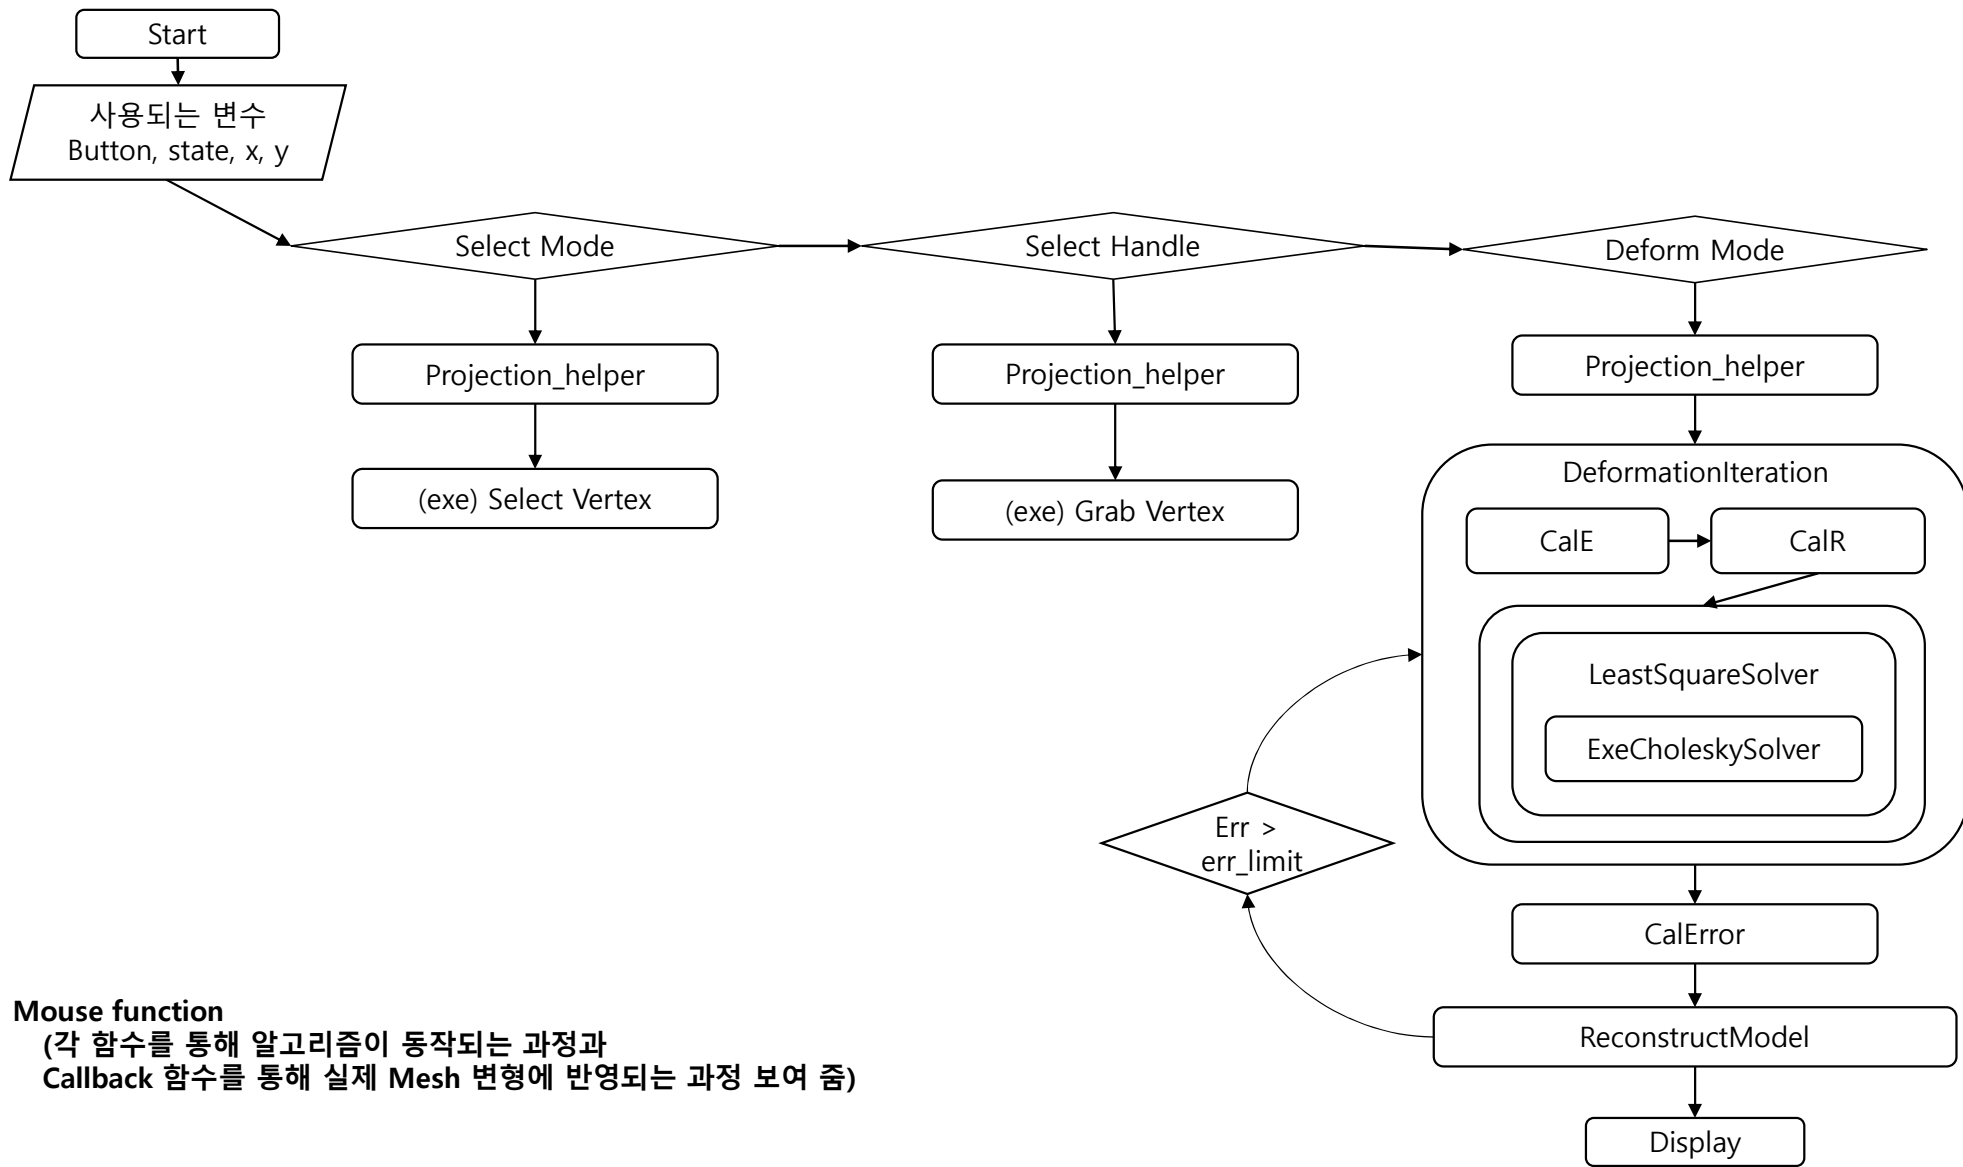 Start
사용되는 변수
Button, state, x, y
Select Mode
Select Handle
Deform Mode
Projection_helper
Projection_helper
Projection_helper
(exe) Select Vertex
(exe) Grab Vertex
DeformationIteration
CalE
CalR
LeastSquareSolver
ExeCholeskySolver
Err >
err_limit
CalError
ReconstructModel
Display
Mouse function
(각 함수를 통해 알고리즘이 동작되는 과정과
Callback 함수를 통해 실제 Mesh 변형에 반영되는 과정 보여 줌)